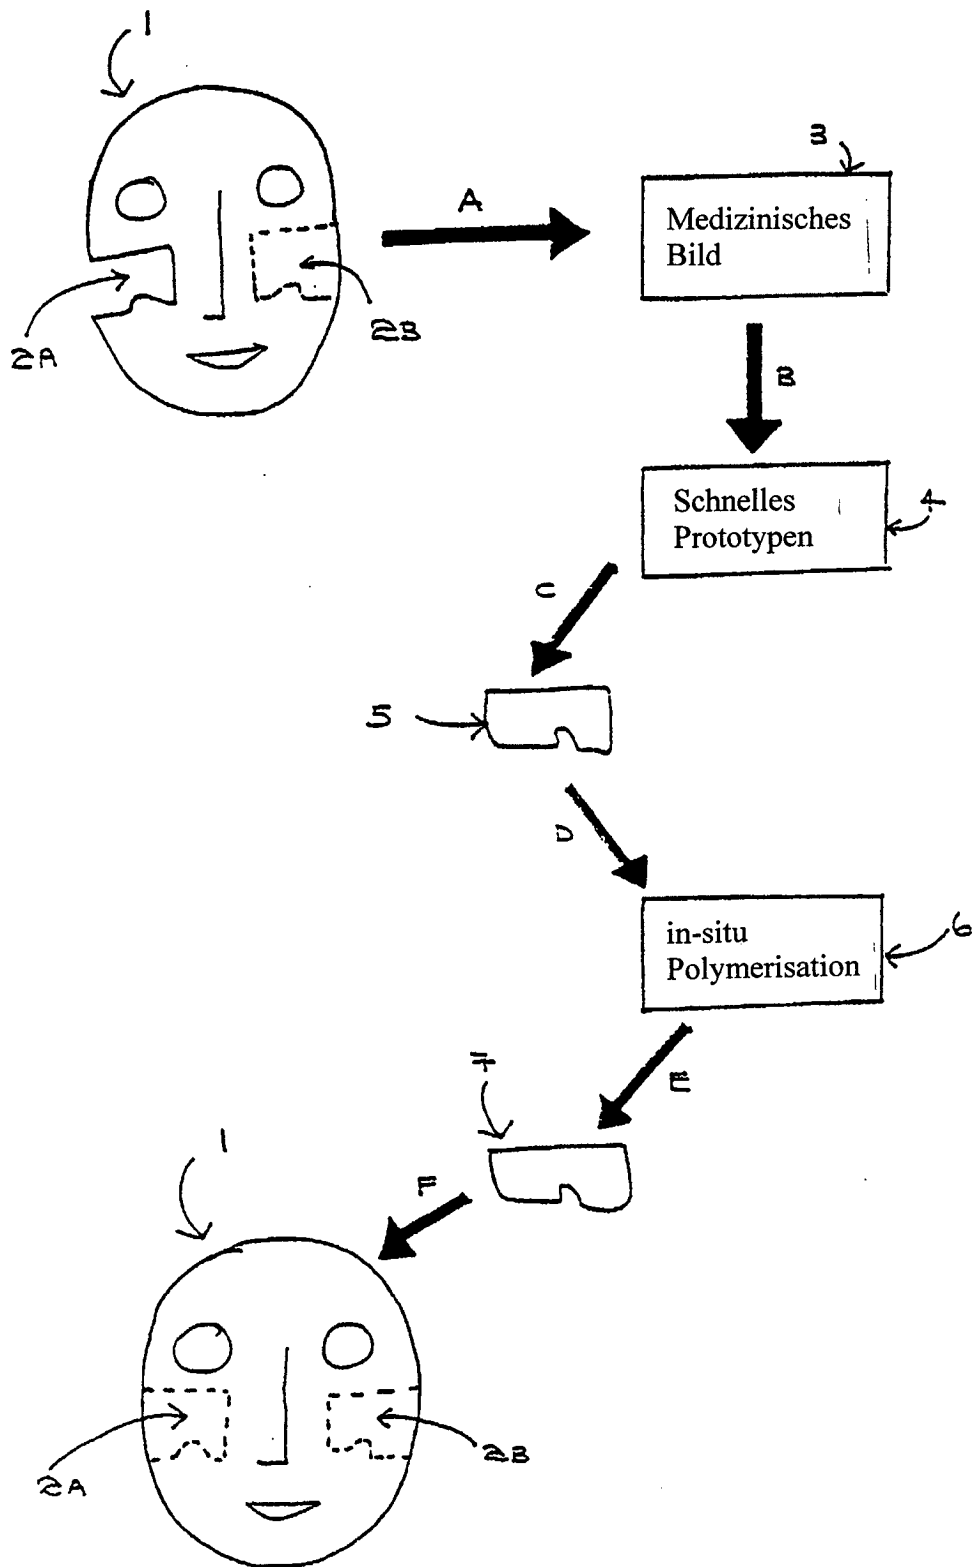 1
A
3
Medizinisches
Bild
2A
2B
B
Schnelles
Prototypen
4
C
5
D
in-situ
Polymerisation
6
E
7
F
1
2A
2B